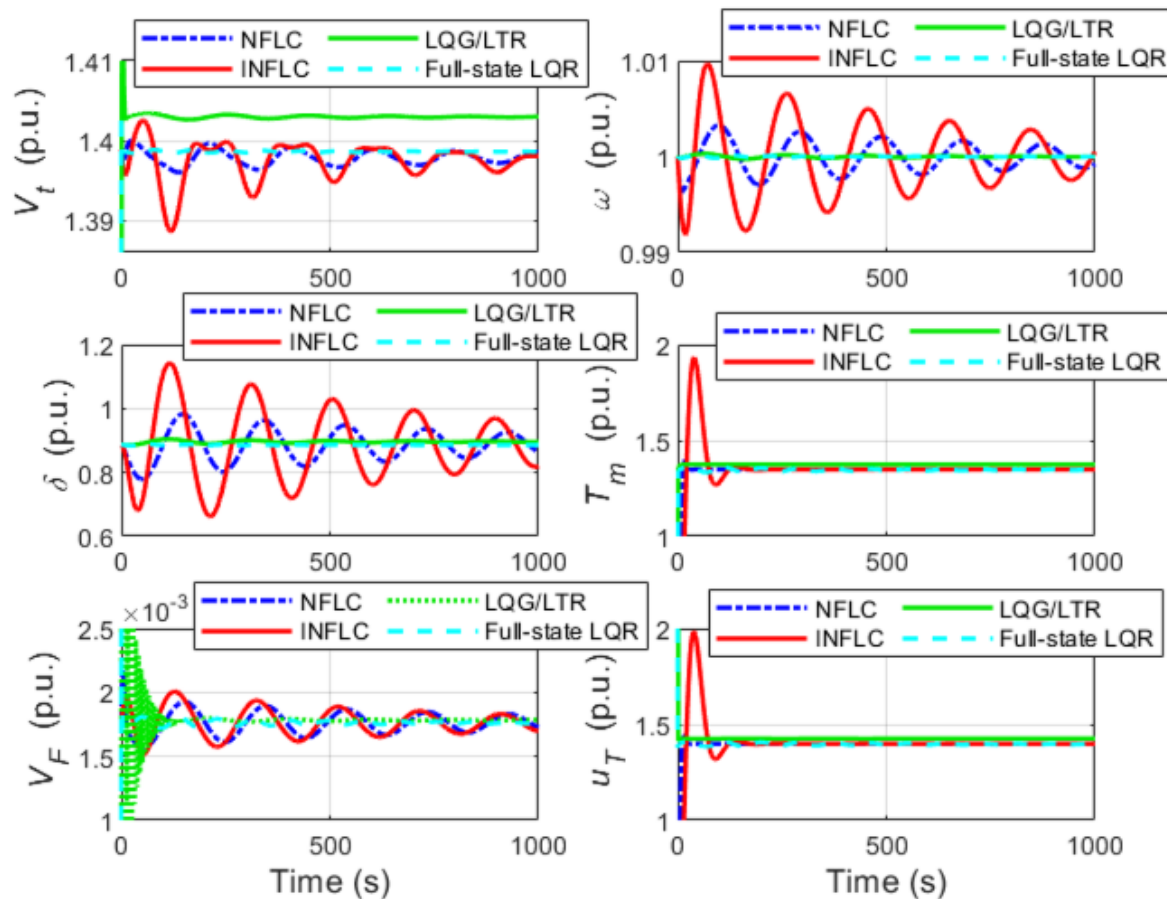 NFLC LQG/LTR
INFLC Full-state LQR
1.41
1.4
1.39
V_t (p.u.)
0 500 1000
NFLC LQG/LTR
INFLC Full-state LQR
1.01
1
0.99
ω (p.u.)
0 500 1000
NFLC LQG/LTR
INFLC Full-state LQR
1.2
1
0.8
0.6
δ (p.u.)
0 500 1000
NFLC LQG/LTR
INFLC Full-state LQR
2
1.5
1
T_m (p.u.)
0 500 1000
×10⁻³
NFLC LQG/LTR
INFLC Full-state LQR
2.5
2
1.5
1
V_F (p.u.)
0 500 1000
Time (s)
NFLC LQG/LTR
INFLC Full-state LQR
2
1.5
1
u_T (p.u.)
0 500 1000
Time (s)